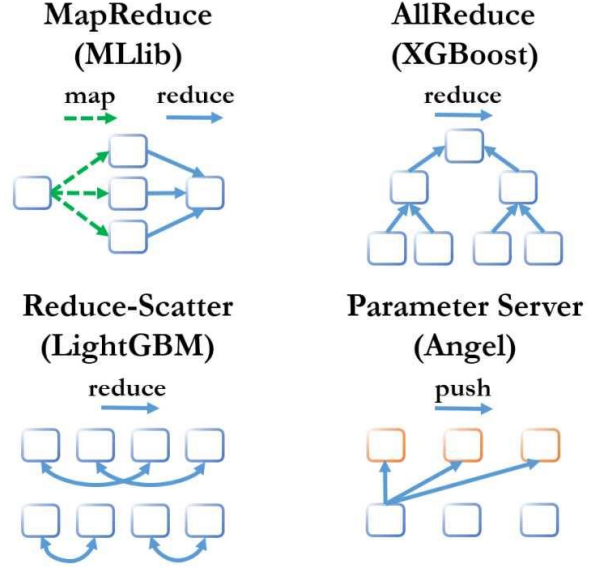 MapReduce
(MLlib)
map
reduce
AllReduce
(XGBoost)
reduce
Reduce-Scatter
(LightGBM)
reduce
Parameter Server
(Angel)
push